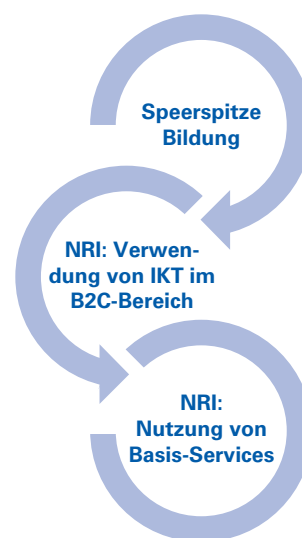 Speerspitze
Bildung
NRI: Verwen-
dung von IKT im
B2C-Bereich
NRI:
Nutzung von
Basis-Services